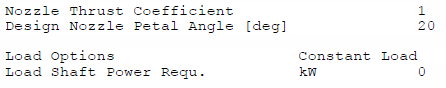 Nozzle Thrust Coefficient 1
Design Nozzle Petal Angle [deg] 20
Load Options Constant Load
Load Shaft Power Requ. kW 0